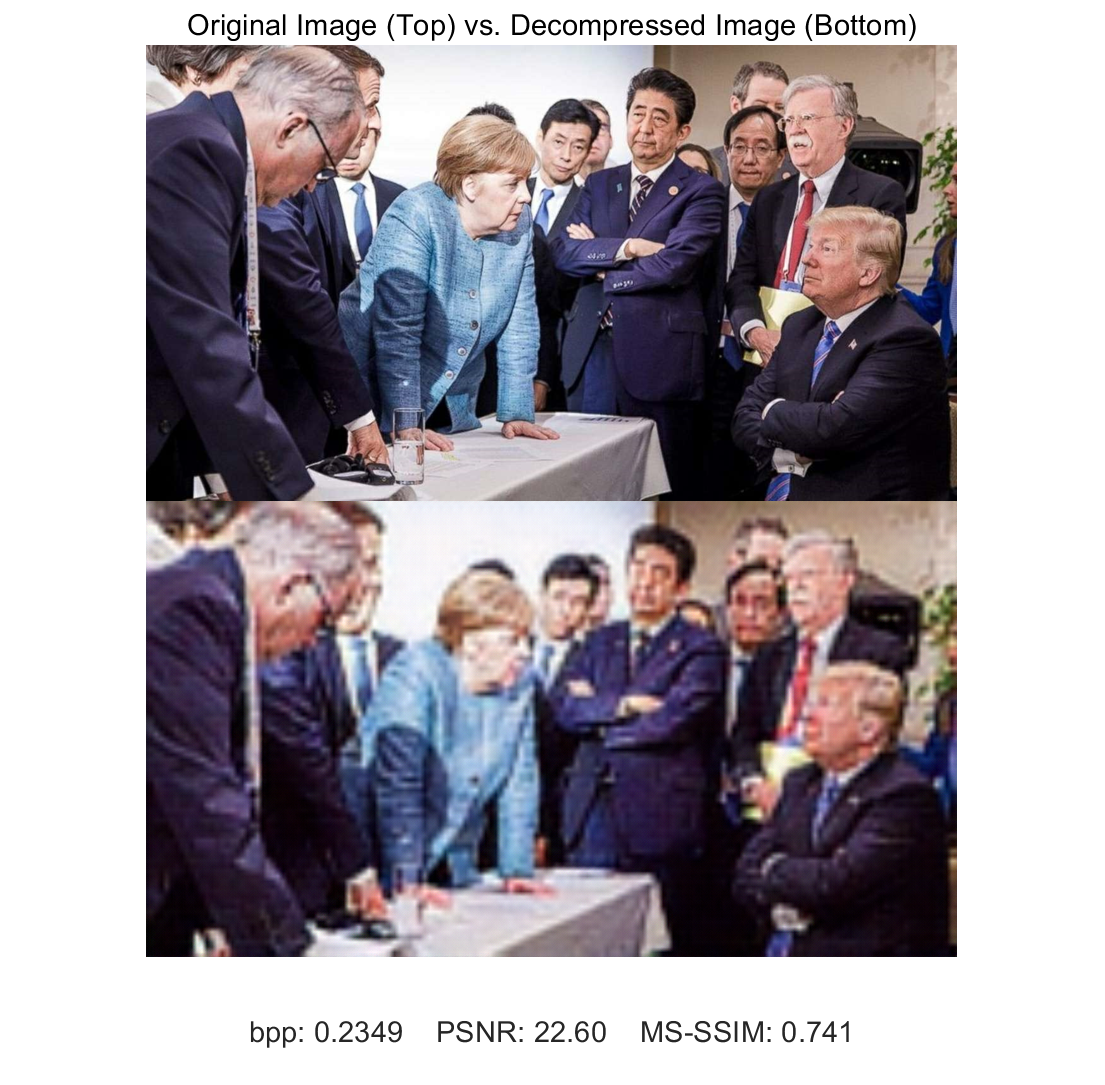 Original Image (Top) vs. Decompressed Image (Bottom)
bpp: 0.2349 PSNR: 22.60 MS-SSIM: 0.741